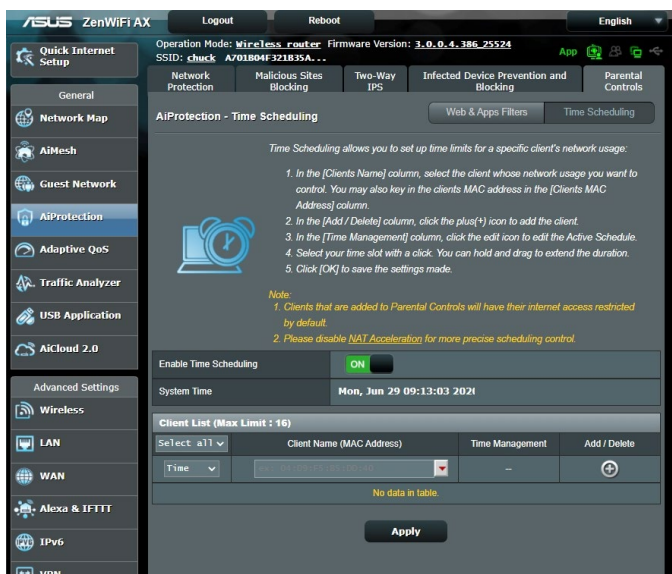 ASUS ZenWiFi AX Logout Reboot English
Quick Internet Setup
Operation Mode: Wireless router Firmware Version: 3.0.0.4.386_25524
SSID: chuck A701B04F321B35A...
App
General
Network Map
AiMesh
Guest Network
AiProtection
Adaptive QoS
Traffic Analyzer
USB Application
AiCloud 2.0
Advanced Settings
Wireless
LAN
WAN
Alexa & IFTTT
IPv6
VPN
Network Protection
Malicious Sites Blocking
Two-Way IPS
Infected Device Prevention and Blocking
Parental Controls
AiProtection - Time Scheduling
Web & Apps Filters Time Scheduling
Time Scheduling allows you to set up time limits for a specific client's network usage:
1. In the [Clients Name] column, select the client whose network usage you want to
control. You may also key in the clients MAC address in the [Clients MAC
Address] column.
2. In the [Add / Delete] column, click the plus(+) icon to add the client.
3. In the [Time Management] column, click the edit icon to edit the Active Schedule.
4. Select your time slot with a click. You can hold and drag to extend the duration.
5. Click [OK] to save the settings made.
Note:
1. Clients that are added to Parental Controls will have their internet access restricted
by default.
2. Please disable NAT Acceleration for more precise scheduling control.
Enable Time Scheduling ON
System Time Mon, Jun 29 09:13:03 202
Client List (Max Limit : 16)
Select all Client Name (MAC Address) Time Management Add / Delete
Time –
No data in table.
Apply